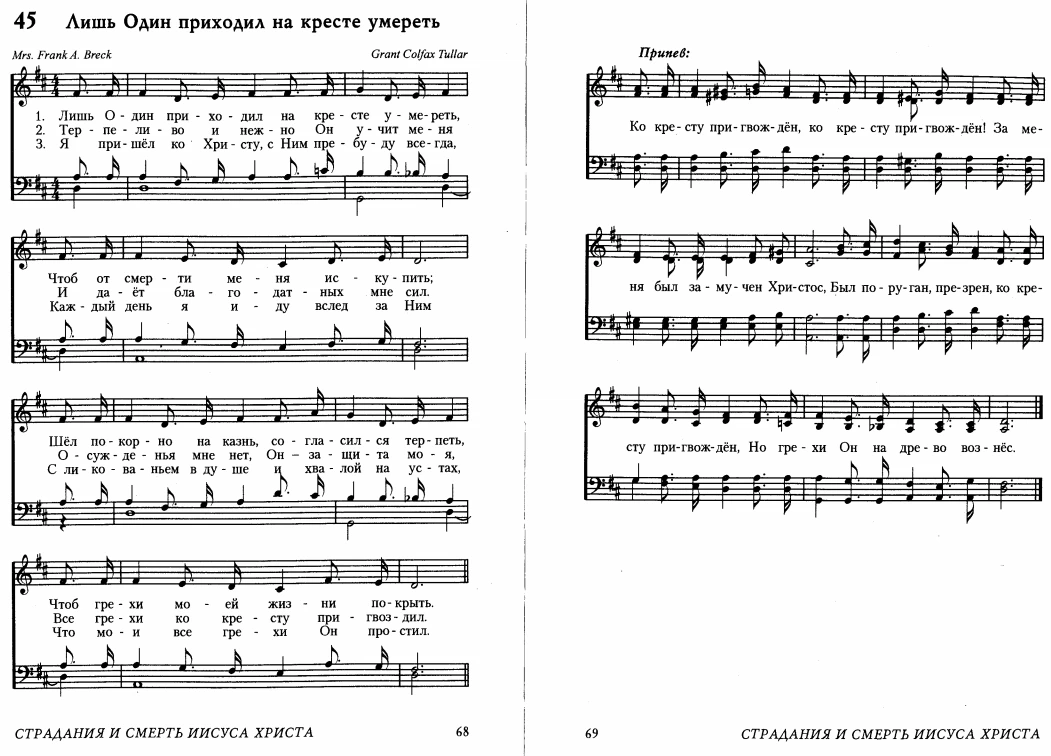 45 Лишь Один приходил на кресте умереть
Mrs. Frank A. Breck Grant Colfax Tullar
1. Лишь О - дин при - хо - дил на кре - сте у - ме - реть,
2. Тер - пе - ли - во и неж - но Он у - чит ме - ня
3. Я при - шёл ко Хри - сту, с Ним пре - бу - ду все - гда,
Чтоб от смер - ти ме - ня ис - ку - пить;
И да - ёт бла - го - дат - ных мне сил.
Каж - дый день я и - ду вслед за Ним
Шёл по - кор - но на казнь, со - гла - сил - ся тер - петь,
О - суж - де - нья мне нет, Он – за - щи - та мо - я,
С ли - ко - ва - ньем в ду - ше и хва - лой на ус - тах,
Чтоб гре - хи мо - ей жиз - ни по - крыть.
Все гре - хи ко кре - сту при - гвоз - дил.
Что мо - и все гре - хи Он про - стил.
СТРАДАНИЯ И СМЕРТЬ ИИСУСА ХРИСТА 68
Припев:
Ко кре - сту при - гвож - дён, ко кре - сту при - гвож - дён! За ме -
ня был за - му - чен Хри - стос, Был по - ру - ган, пре - зрен, ко кре -
сту при - гвож - дён, Но гре - хи Он на дре - во воз - нёс.
69 СТРАДАНИЯ И СМЕРТЬ ИИСУСА ХРИСТА